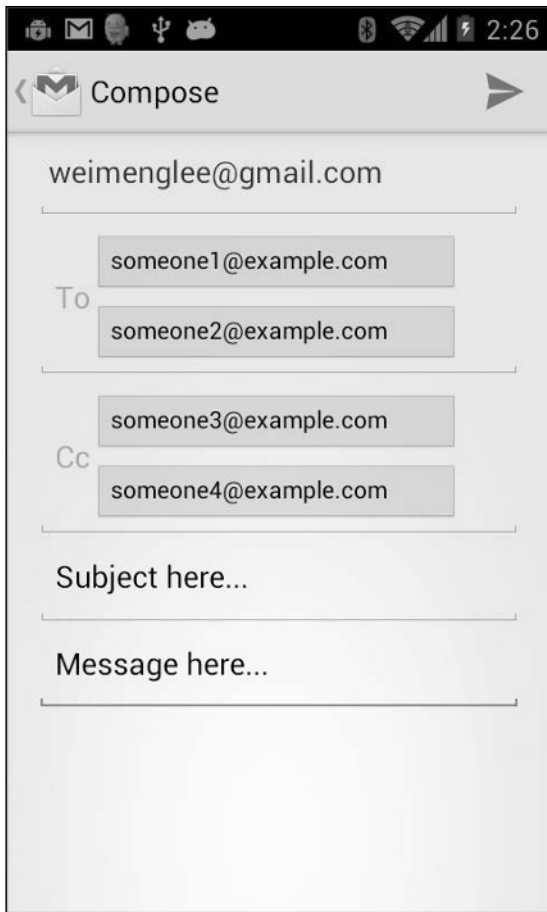 2:26
Compose
weimenglee@gmail.com
To
someone1@example.com
someone2@example.com
Cc
someone3@example.com
someone4@example.com
Subject here...
Message here...